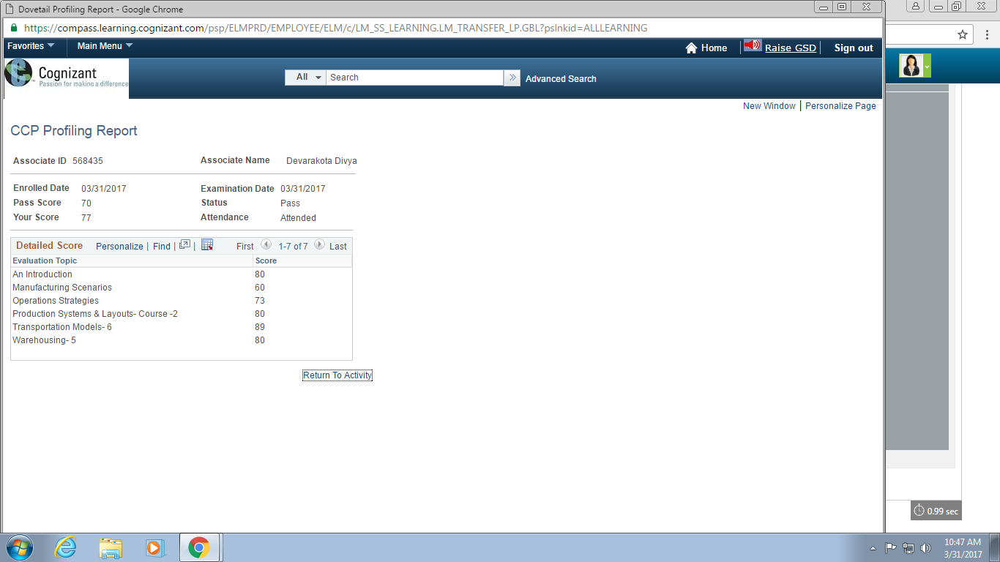 Dovetail Profiling Report - Google Chrome
https://compass.learning.cognizant.com/psp/ELMPRD/EMPLOYEE/ELM/c/LM_SS_LEARNING.LM_TRANSFER_LP.GBL?pslnkid=ALLLEARNING
Favorites Main Menu Home Raise GSD Sign out
Cognizant
Passion for making a difference
All Search Advanced Search
New Window Personalize Page
CCP Profiling Report
Associate ID 568435 Associate Name Devarakota Divya
Enrolled Date 03/31/2017 Examination Date 03/31/2017
Pass Score 70 Status Pass
Your Score 77 Attendance Attended
Detailed Score Personalize | Find | | First 1-7 of 7 Last
Evaluation Topic Score
An Introduction 80
Manufacturing Scenarios 60
Operations Strategies 73
Production Systems & Layouts- Course -2 80
Transportation Models- 6 89
Warehousing- 5 80
Return To Activity
0.99 sec
10:47 AM
3/31/2017